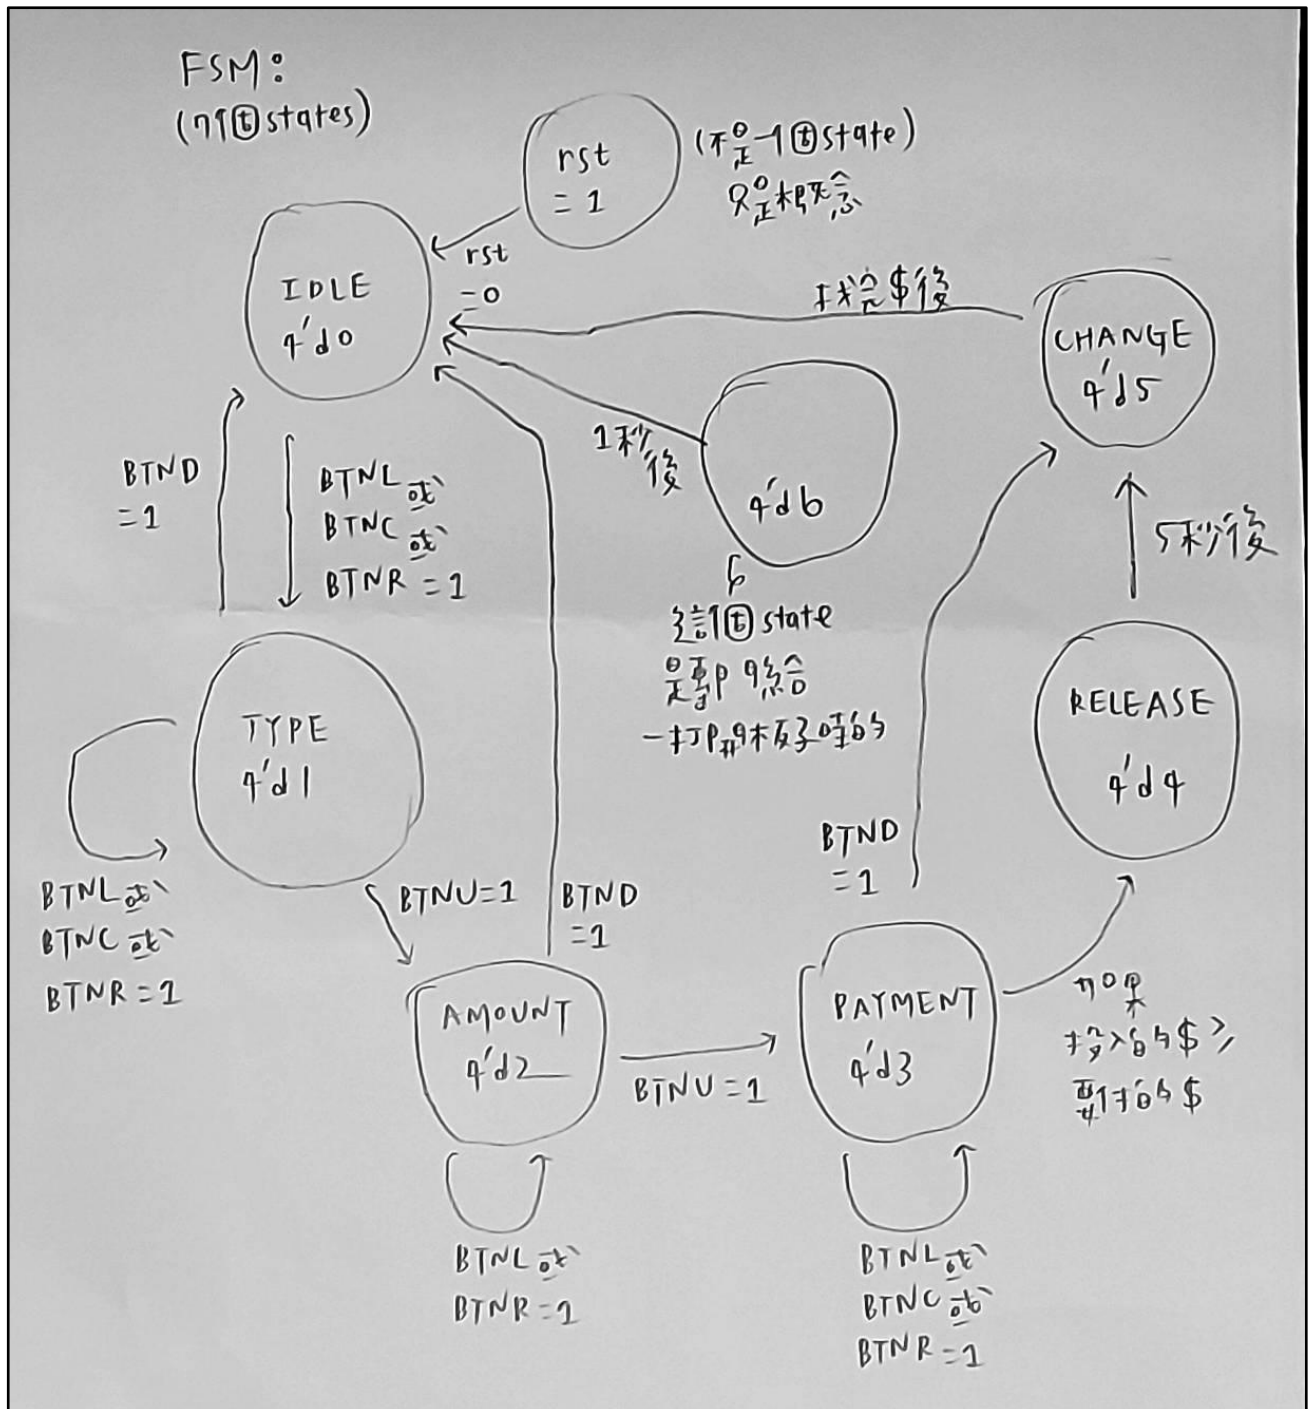 FSM:
(7個states)
rst
=1
(不是一個state)
只是概念
rst
=0
IDLE
4'd0
找完$後
CHANGE
4'd5
1秒
後
4'd6
BTND
=1
BTNL或
BTNC或
BTNR=1
5秒後
這個state
是
一打開板子時的
TYPE
4'd1
RELEASE
4'd4
BTND
=1
BTNL或
BTNC或
BTNR=1
BTNU=1
BTND
=1
AMOUNT
4'd2
BTNU=1
PAYMENT
4'd3
如果
投入的$≥
要付的$
BTNL或
BTNR=1
BTNL或
BTNC或
BTNR=1